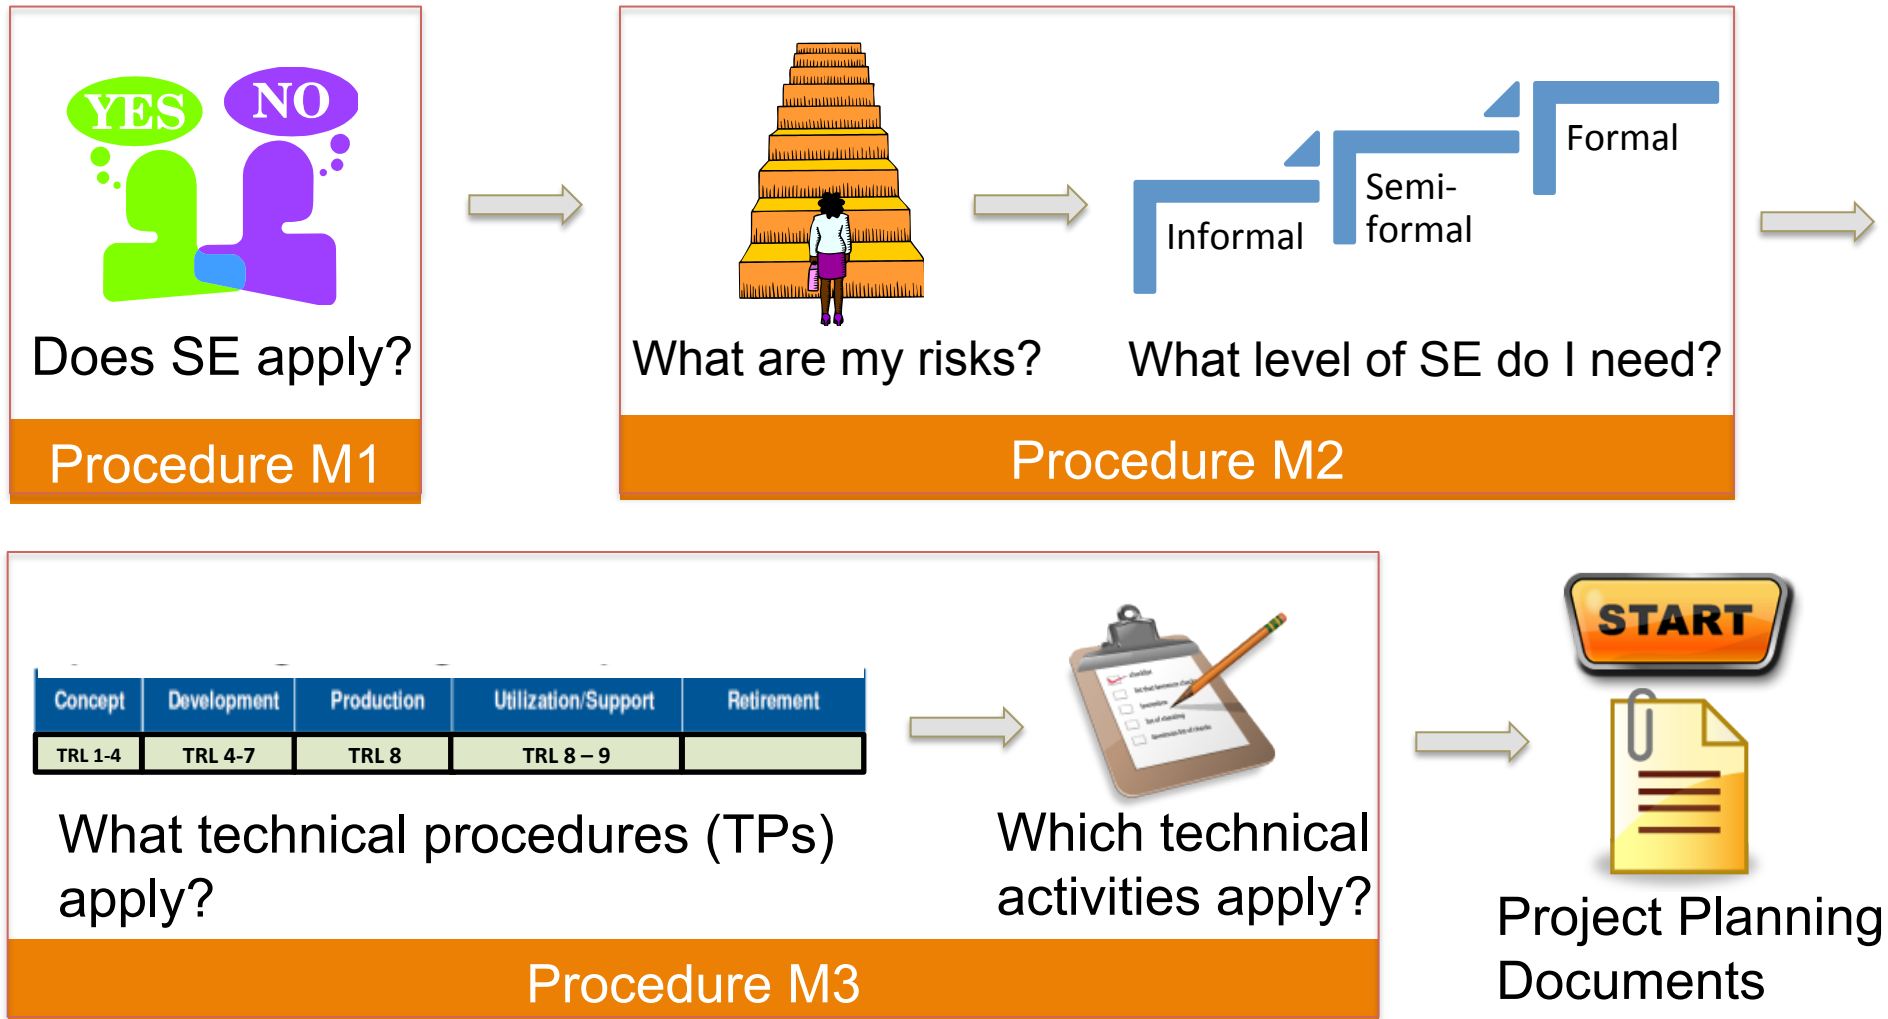 YES
NO
Does SE apply?
Procedure M1
What are my risks?
Informal
Semi-
formal
Formal
What level of SE do I need?
Procedure M2
Concept
Development
Production
Utilization/Support
Retirement
TRL 1-4
TRL 4-7
TRL 8
TRL 8 – 9
What technical procedures (TPs)
apply?
checklist
Which technical
activities apply?
Procedure M3
START
Project Planning
Documents